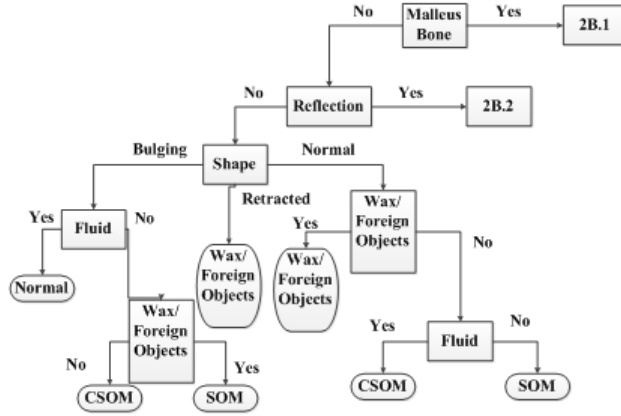 No
Malleus
Bone
Yes
2B.1
No
Reflection
Yes
2B.2
Bulging
Shape
Normal
Retracted
Yes
Fluid
No
Normal
Wax/
Foreign
Objects
Yes
Wax/
Foreign
Objects
Wax/
Foreign
Objects
No
Wax/
Foreign
Objects
No
Yes
CSOM
SOM
Yes
Fluid
No
CSOM
SOM